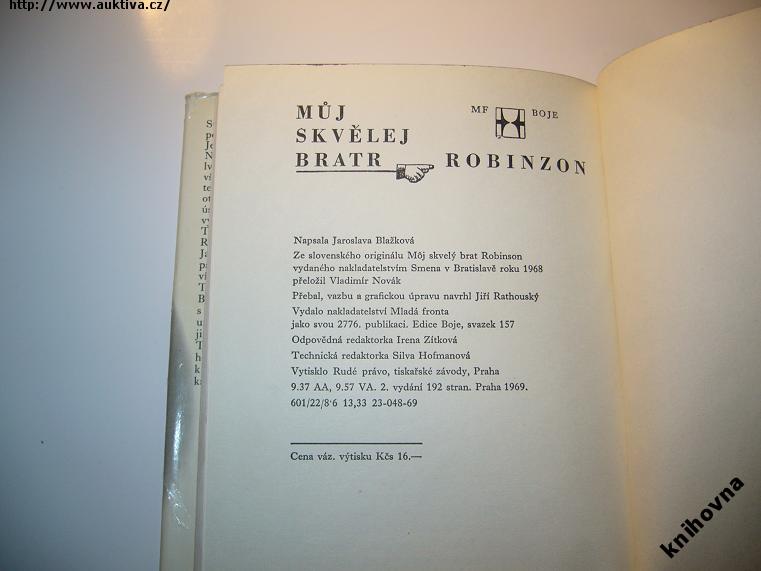 http://www.auktiva.cz/
MŮJ
SKVĚLEJ
BRATR ROBINZON
MF BOJE
Napsala Jaroslava Blažková
Ze slovenského originálu Môj skvelý brat Robinson
vydaného nakladatelstvím Smena v Bratislavě roku 1968
přeložil Vladimír Novák
Přebal, vazbu a grafickou úpravu navrhl Jiří Rathouský
Vydalo nakladatelství Mladá fronta
jako svou 2776. publikaci. Edice Boje, svazek 157
Odpovědná redaktorka Irena Zítková
Technická redaktorka Silva Hofmanová
Vytisklo Rudé právo, tiskařské závody, Praha
9.37 AA, 9.57 VA. 2. vydání 192 stran. Praha 1969.
601/22/8·6 13,33 23-048-69
Cena váz. výtisku Kčs 16.—
knihovna